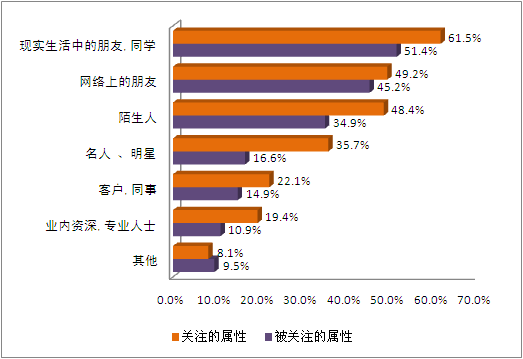 现实生活中的朋友, 同学
61.5%
51.4%
网络上的朋友
49.2%
45.2%
陌生人
48.4%
34.9%
名人 、明星
35.7%
16.6%
客户, 同事
22.1%
14.9%
业内资深, 专业人士
19.4%
10.9%
其他
8.1%
9.5%
0.0% 10.0% 20.0% 30.0% 40.0% 50.0% 60.0% 70.0%
关注的属性 被关注的属性